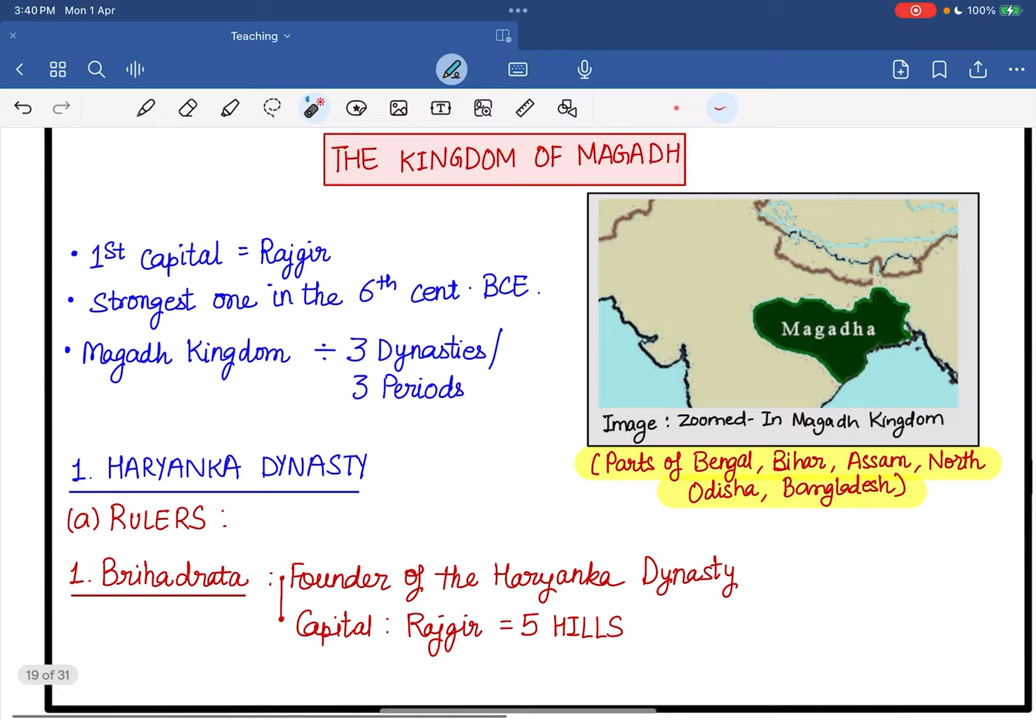 3:40 PM Mon 1 Apr
100%
Teaching
THE KINGDOM OF MAGADH
• 1st Capital = Rajgir
• Strongest one in the 6th cent. BCE.
• Magadh Kingdom ÷ 3 Dynasties/
3 Periods
Magadha
Image : Zoomed-In Magadh Kingdom
(Parts of Bengal, Bihar, Assam, North
Odisha, Bangladesh)
1. HARYANKA DYNASTY
(a) RULERS :
1. Brihadrata : Founder of the Haryanka Dynasty
Capital : Rajgir = 5 HILLS
19 of 31